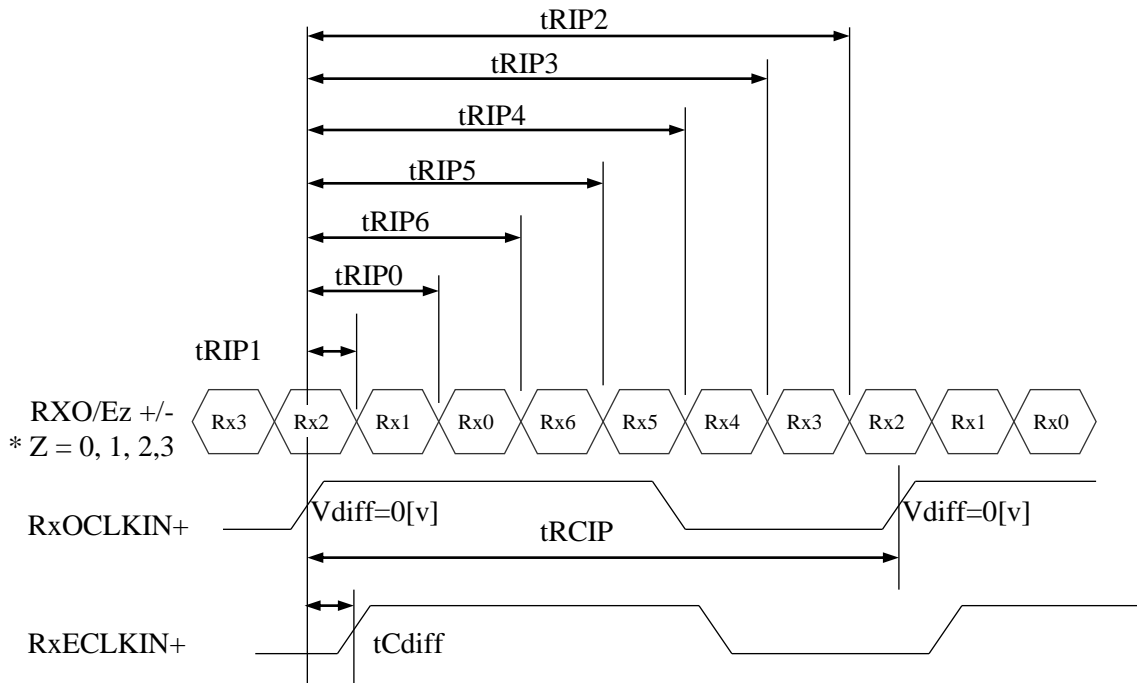 tRIP2
tRIP3
tRIP4
tRIP5
tRIP6
tRIP0
tRIP1
RXO/Ez +/-
* Z = 0, 1, 2,3
Rx3 Rx2 Rx1 Rx0 Rx6 Rx5 Rx4 Rx3 Rx2 Rx1 Rx0
RxOCLKIN+
Vdiff=0[v] Vdiff=0[v]
tRCIP
RxECLKIN+
tCdiff